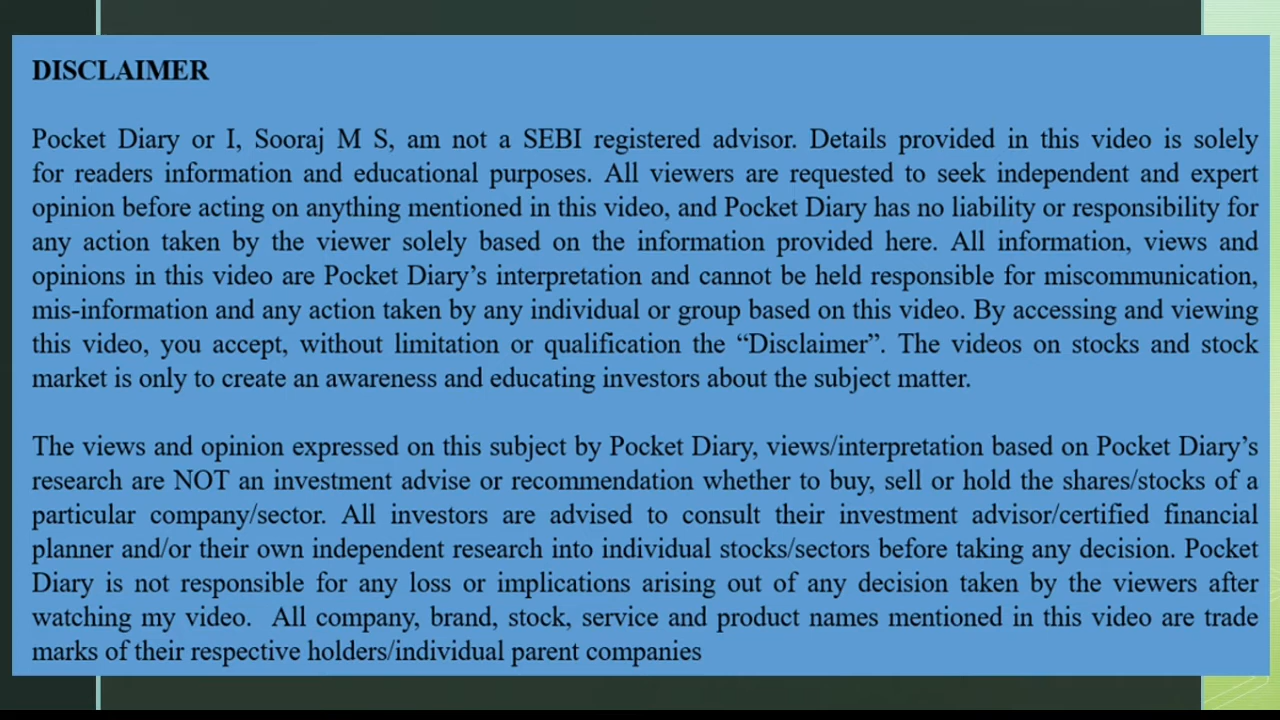 DISCLAIMER
Pocket Diary or I, Sooraj M S, am not a SEBI registered advisor. Details provided in this video is solely
for readers information and educational purposes. All viewers are requested to seek independent and expert
opinion before acting on anything mentioned in this video, and Pocket Diary has no liability or responsibility for
any action taken by the viewer solely based on the information provided here. All information, views and
opinions in this video are Pocket Diary’s interpretation and cannot be held responsible for miscommunication,
mis-information and any action taken by any individual or group based on this video. By accessing and viewing
this video, you accept, without limitation or qualification the “Disclaimer”. The videos on stocks and stock
market is only to create an awareness and educating investors about the subject matter.
The views and opinion expressed on this subject by Pocket Diary, views/interpretation based on Pocket Diary’s
research are NOT an investment advise or recommendation whether to buy, sell or hold the shares/stocks of a
particular company/sector. All investors are advised to consult their investment advisor/certified financial
planner and/or their own independent research into individual stocks/sectors before taking any decision. Pocket
Diary is not responsible for any loss or implications arising out of any decision taken by the viewers after
watching my video.  All company, brand, stock, service and product names mentioned in this video are trade
marks of their respective holders/individual parent companies